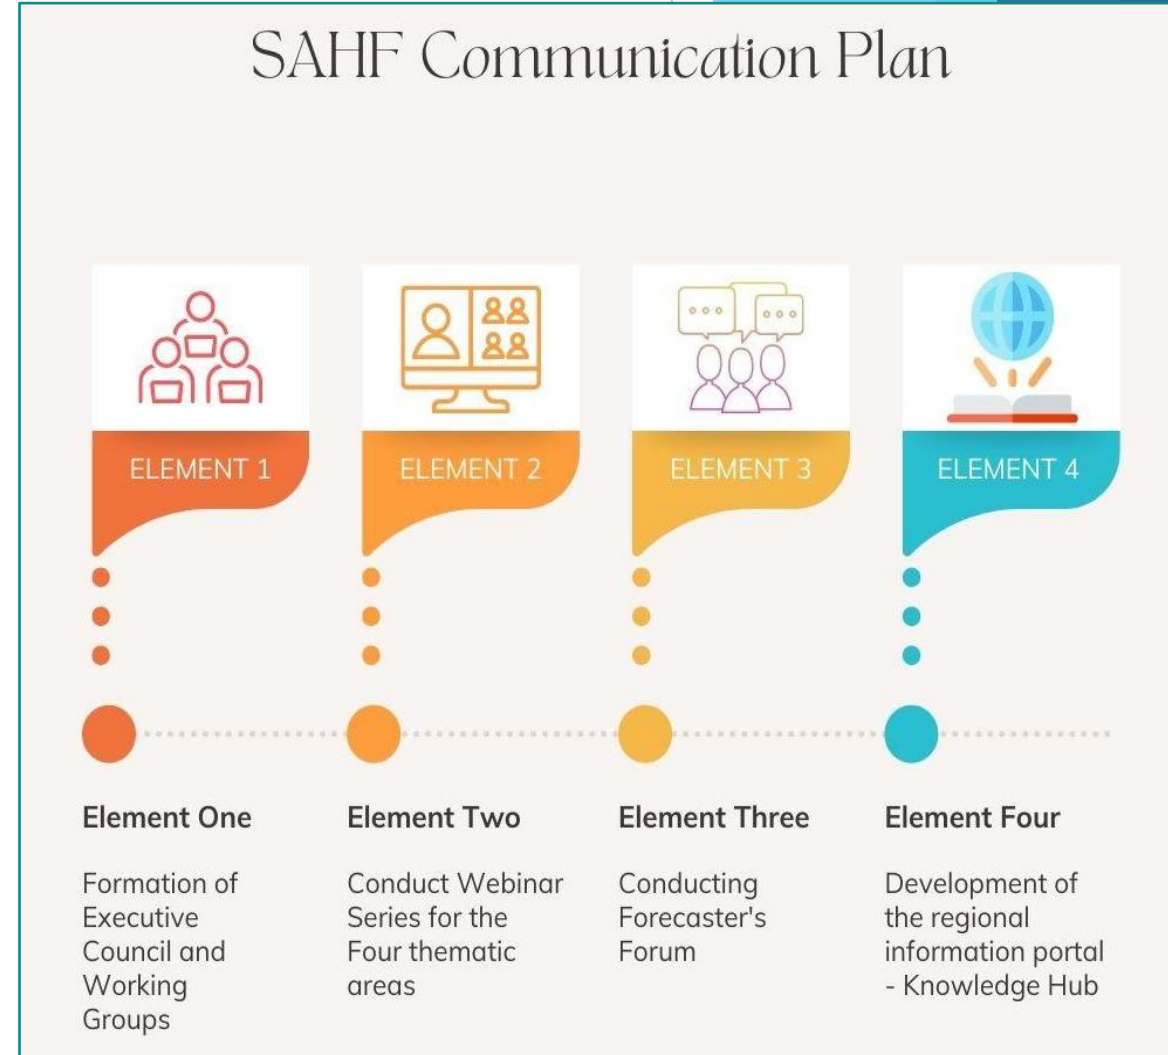 SAHF Communication Plan
ELEMENT 1
ELEMENT 2
ELEMENT 3
ELEMENT 4
Element One
Formation of
Executive
Council and
Working
Groups
Element Two
Conduct Webinar
Series for the
Four thematic
areas
Element Three
Conducting
Forecaster's
Forum
Element Four
Development of
the regional
information portal
- Knowledge Hub